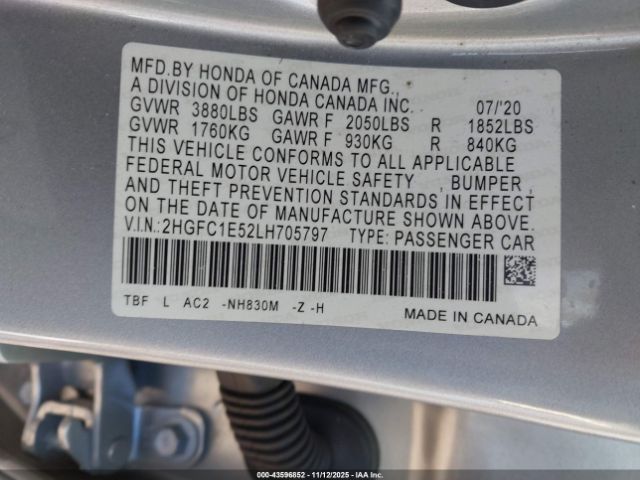 MFD.BY HONDA OF CANADA MFG.,
A DIVISION OF HONDA CANADA INC. 07/'20
GVWR 3880LBS GAWR F 2050LBS R 1852LBS
GVWR 1760KG GAWR F 930KG R 840KG
THIS VEHICLE CONFORMS TO ALL APPLICABLE
FEDERAL MOTOR VEHICLE SAFETY , BUMPER ,
AND THEFT PREVENTION STANDARDS IN EFFECT
ON THE DATE OF MANUFACTURE SHOWN ABOVE.
V.I.N.:2HGFC1E52LH705797 TYPE: PASSENGER CAR
TBF L AC2 -NH830M -Z -H MADE IN CANADA
000-43596852 - 11/12/2025 - IAA Inc.